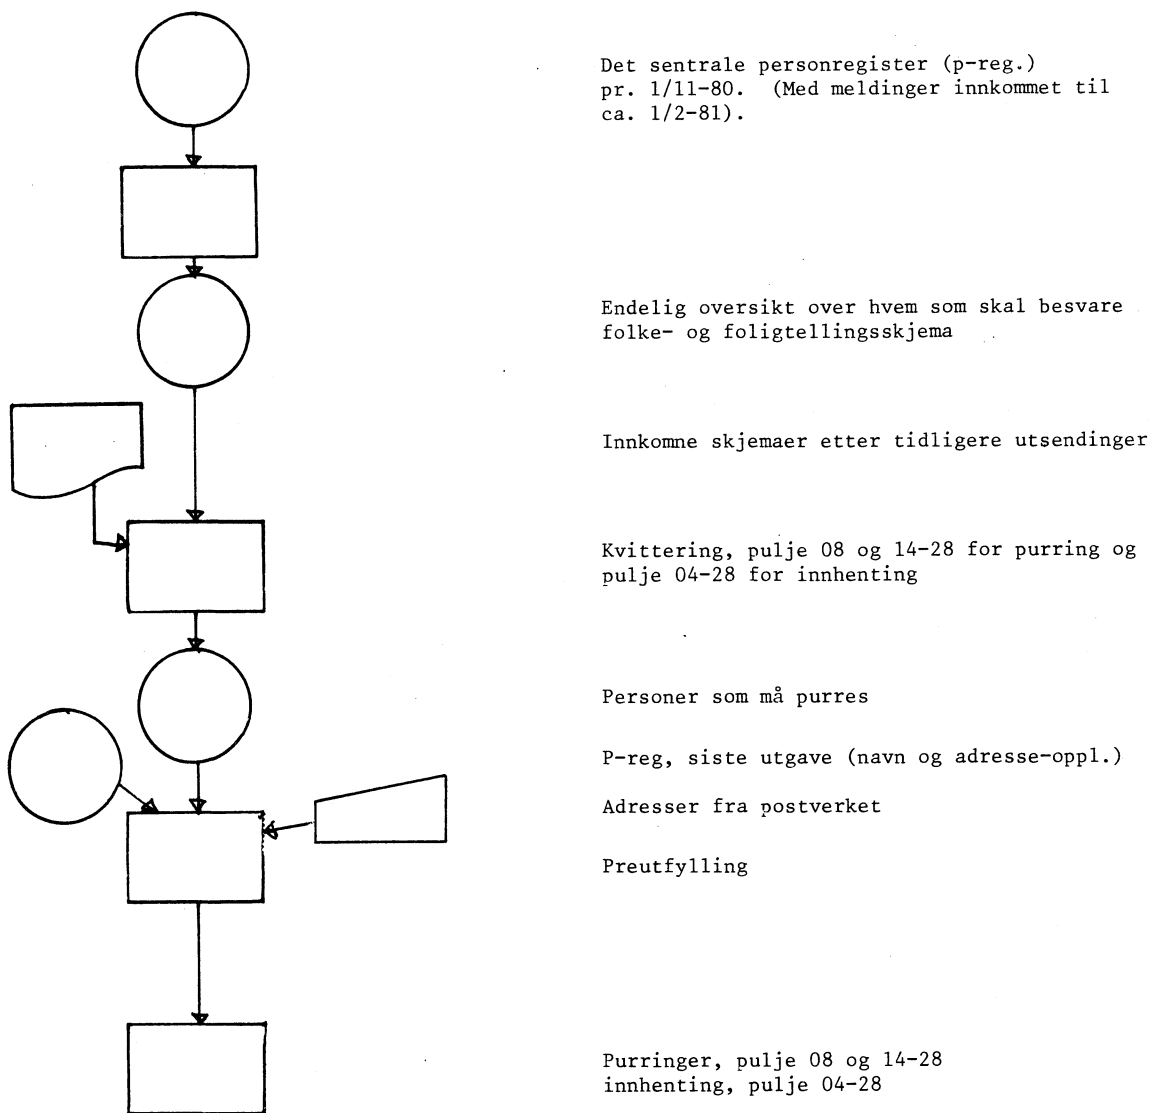 Det sentrale personregister (p-reg.)
pr. 1/11-80. (Med meldinger innkommet til
ca. 1/2-81).
Endelig oversikt over hvem som skal besvare
folke- og foligtellingsskjema
Innkomne skjemaer etter tidligere utsendinger
Kvittering, pulje 08 og 14-28 for purring og
pulje 04-28 for innhenting
Personer som må purres
P-reg, siste utgave (navn og adresse-oppl.)
Adresser fra postverket
Preutfylling
Purringer, pulje 08 og 14-28
innhenting, pulje 04-28